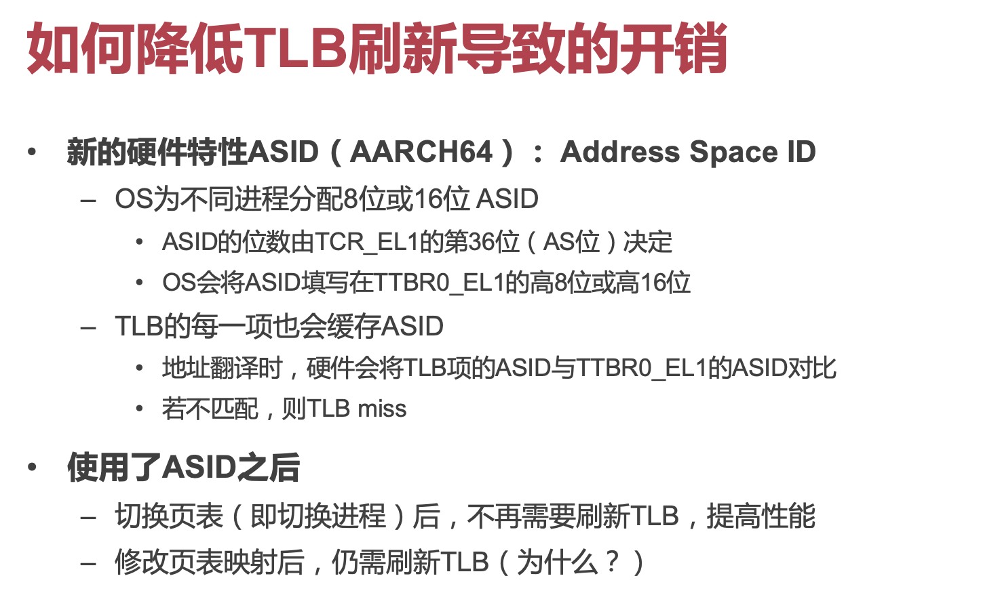 如何降低TLB刷新导致的开销
• 新的硬件特性ASID（AARCH64）：Address Space ID
– OS为不同进程分配8位或16位 ASID
• ASID的位数由TCR_EL1的第36位（AS位）决定
• OS会将ASID填写在TTBR0_EL1的高8位或高16位
– TLB的每一项也会缓存ASID
• 地址翻译时，硬件会将TLB项的ASID与TTBR0_EL1的ASID对比
• 若不匹配，则TLB miss
• 使用了ASID之后
– 切换页表（即切换进程）后，不再需要刷新TLB，提高性能
– 修改页表映射后，仍需刷新TLB（为什么？）